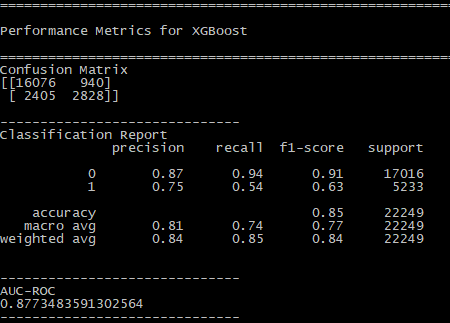 ============================================================
Performance Metrics for XGBoost
============================================================
Confusion Matrix
[[16076   940]
 [ 2405  2828]]
------------------------------
Classification Report
              precision    recall  f1-score   support

           0       0.87      0.94      0.91     17016
           1       0.75      0.54      0.63      5233

    accuracy                           0.85     22249
   macro avg       0.81      0.74      0.77     22249
weighted avg       0.84      0.85      0.84     22249

------------------------------
AUC-ROC
0.8773483591302564
------------------------------